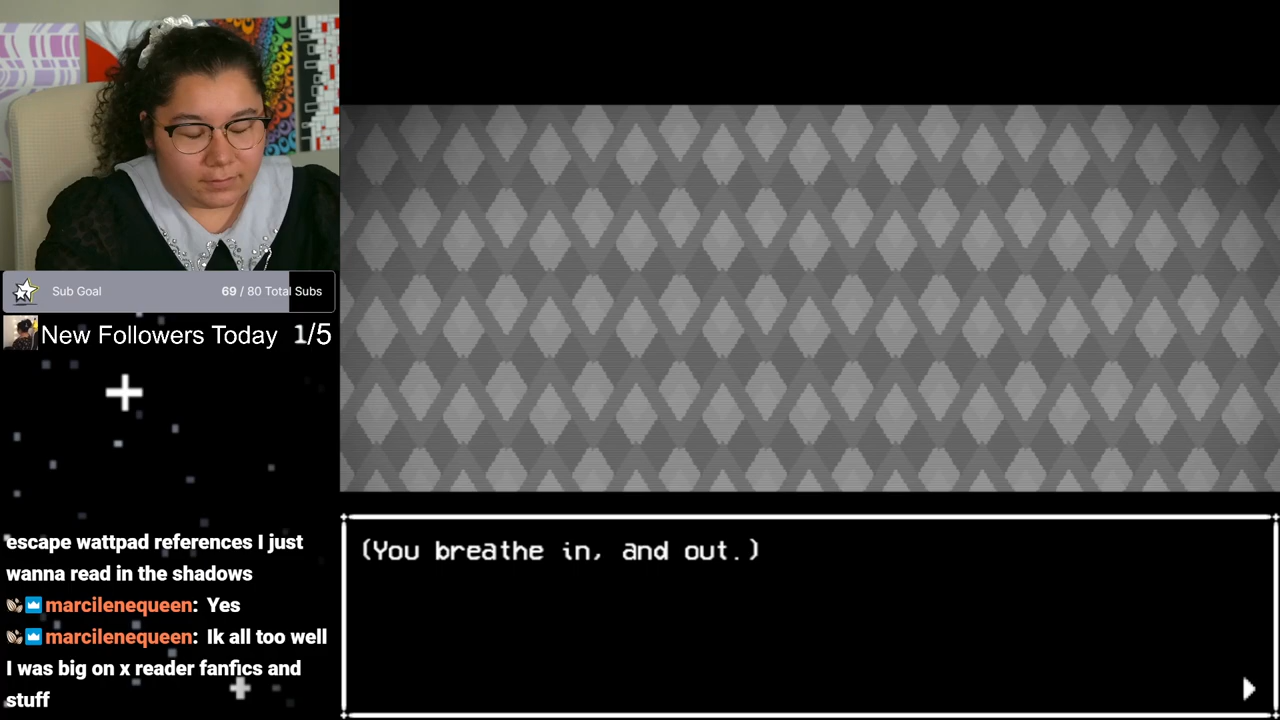 Sub Goal
69 / 80 Total Subs
New Followers Today 1/5
escape wattpad references I just
wanna read in the shadows
marcilenequeen: Yes
marcilenequeen: Ik all too well
I was big on x reader fanfics and
stuff
(You breathe in, and out.)